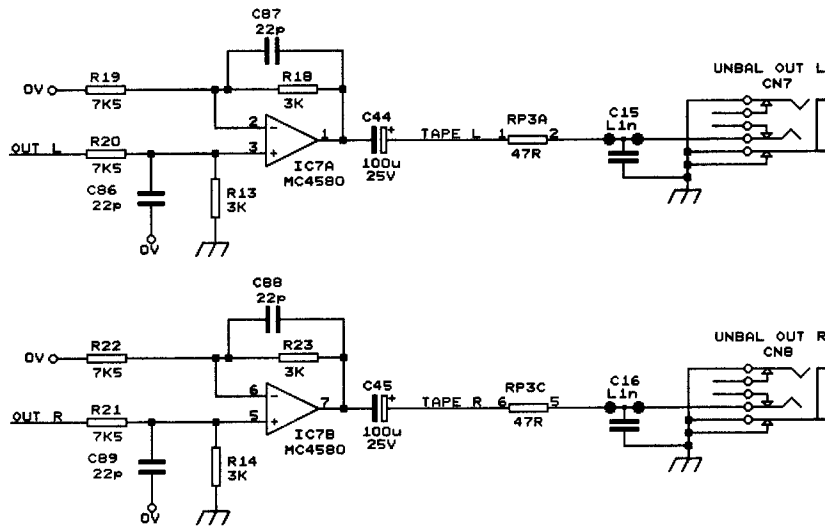 C87
22p
UNBAL OUT L
CN7
0V
R19
7K5
R18
3K
2
1
C44
100u
25V
TAPE L
1
RP3A
2
47R
C15
L1n
OUT L
R20
7K5
3
IC7A
MC4580
C86
22p
R13
3K
0V
C88
22p
UNBAL OUT R
CN8
0V
R22
7K5
R23
3K
6
7
C45
100u
25V
TAPE R
6
RP3C
5
47R
C16
L1n
OUT R
R21
7K5
5
IC7B
MC4580
C89
22p
R14
3K
0V